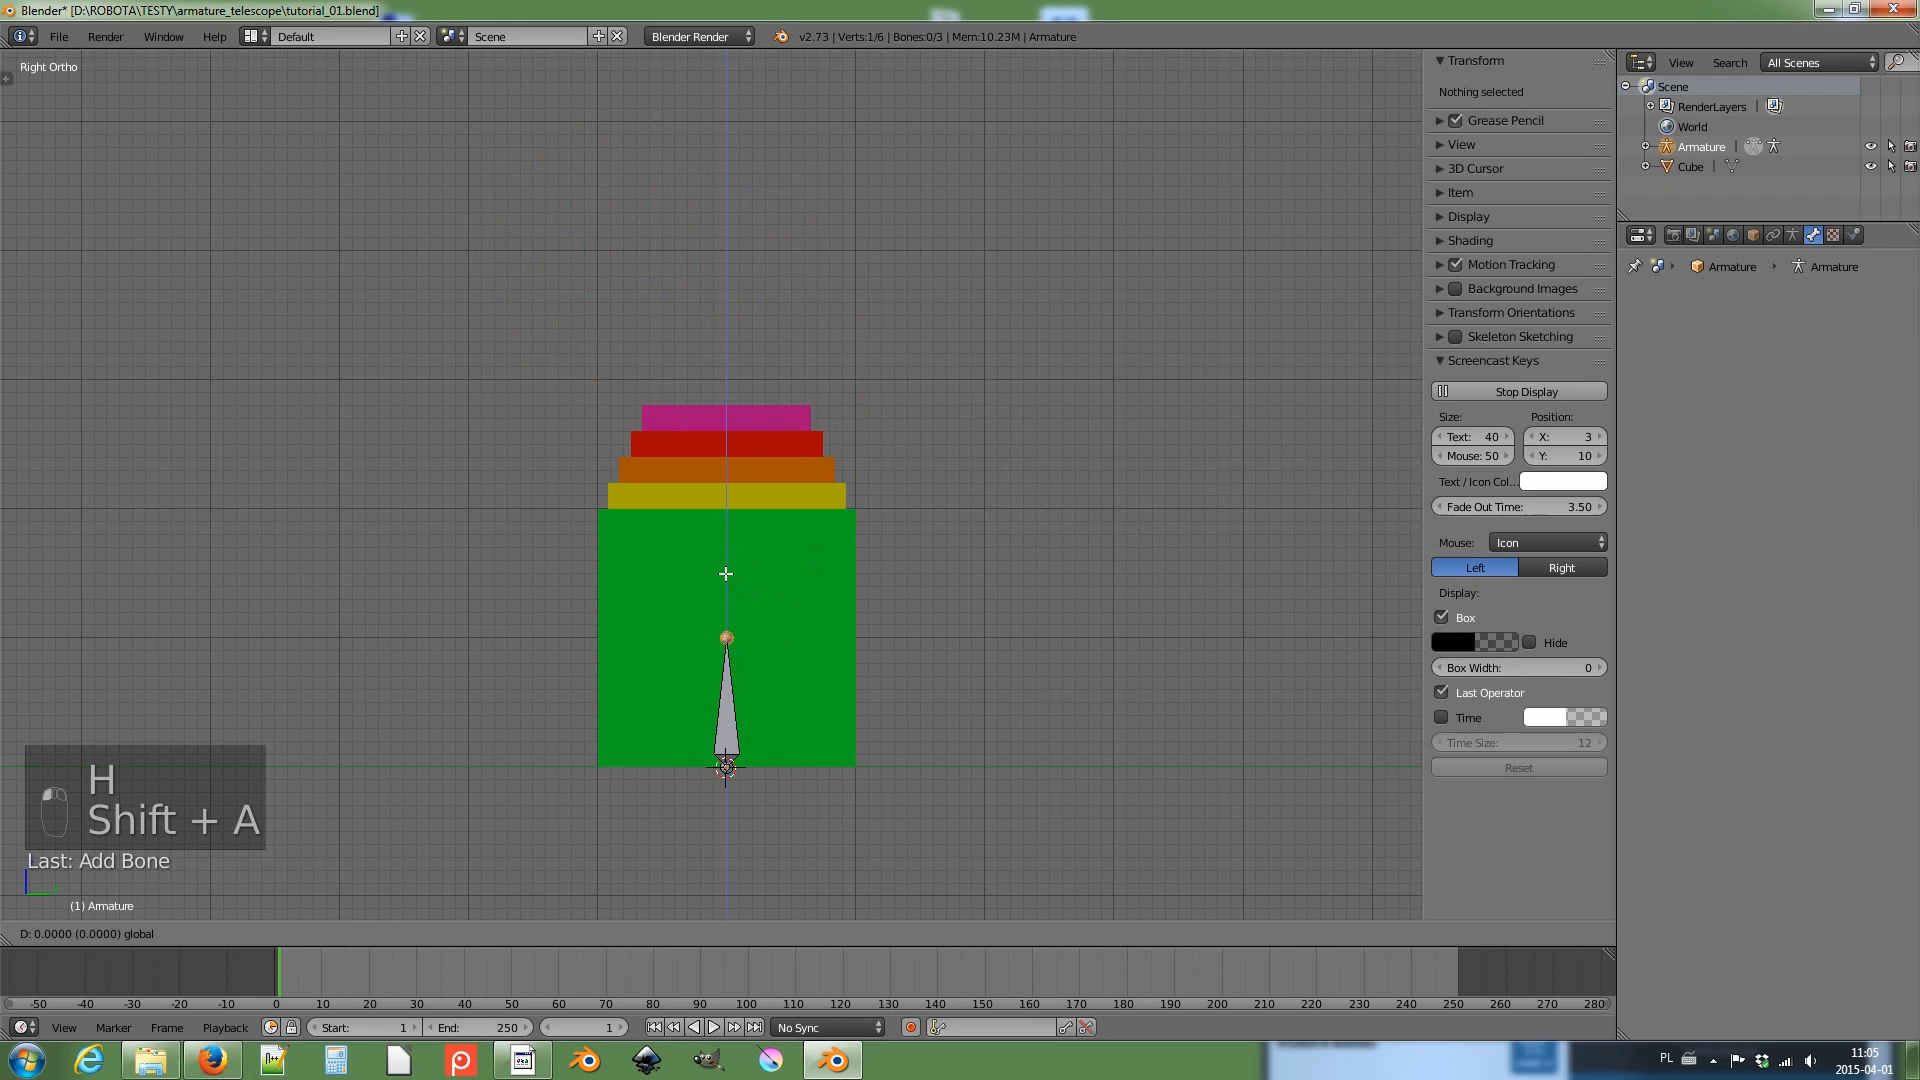 Blender* [D:\ROBOTA\TESTY\armature_telescope\tutorial_01.blend]
File Render Window Help Default Scene Blender Render v2.73 | Verts:1/6 | Bones:0/3 | Mem:10.23M | Armature
Right Ortho
Transform
Nothing selected
Grease Pencil
View
3D Cursor
Item
Display
Shading
Motion Tracking
Background Images
Transform Orientations
Skeleton Sketching
Screencast Keys
Stop Display
Size: Position:
Text: 40 X: 3
Mouse: 50 Y: 10
Text / Icon Col...
Fade Out Time: 3.50
Mouse: Icon
Left Right
Display:
Box
Hide
Box Width: 0
Last Operator
Time
Time Size: 12
Reset
View Search All Scenes
Scene
RenderLayers |
World
Armature |
Cube |
Armature Armature
H
Shift + A
Last: Add Bone
(1) Armature
D: 0.0000 (0.0000) global
-50 -40 -30 -20 -10 0 10 20 30 40 50 60 70 80 90 100 110 120 130 140 150 160 170 180 190 200 210 220 230 240 250 260 270 280
View Marker Frame Playback Start: 1 End: 250 1 No Sync
PL
11:05
2015-04-01